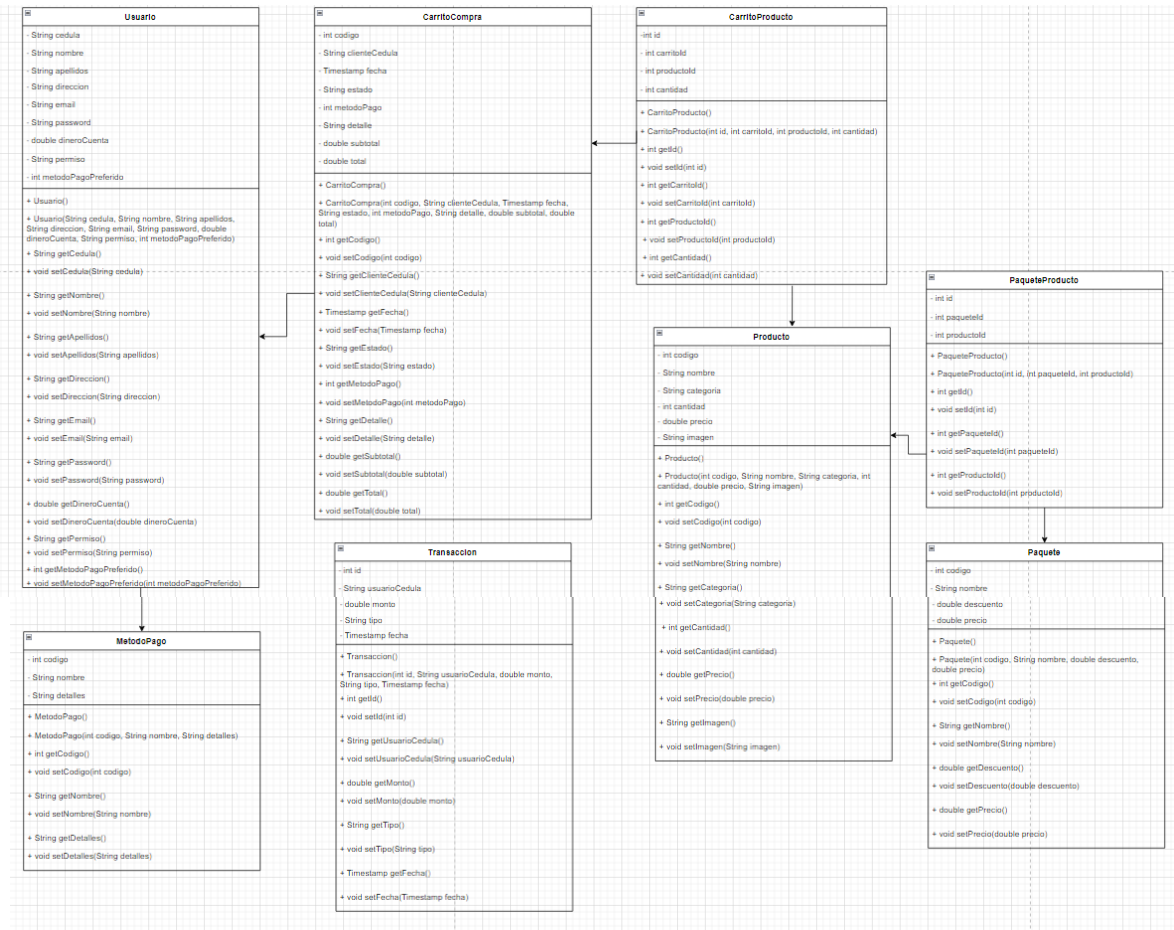 Usuario
- String cedula
- String nombre
- String apellidos
- String direccion
- String email
- String password
- double dineroCuenta
- String permiso
- int metodoPagoPreferido
+ Usuario()
+ Usuario(String cedula, String nombre, String apellidos,
String direccion, String email, String password, double
dineroCuenta, String permiso, int metodoPagoPreferido)
+ String getCedula()
+ void setCedula(String cedula)
+ String getNombre()
+ void setNombre(String nombre)
+ String getApellidos()
+ void setApellidos(String apellidos)
+ String getDireccion()
+ void setDireccion(String direccion)
+ String getEmail()
+ void setEmail(String email)
+ String getPassword()
+ void setPassword(String password)
+ double getDineroCuenta()
+ void setDineroCuenta(double dineroCuenta)
+ String getPermiso()
+ void setPermiso(String permiso)
+ int getMetodoPagoPreferido()
+ void setMetodoPagoPreferido(int metodoPagoPreferido)
CarritoCompra
- int codigo
- String clienteCedula
- Timestamp fecha
- String estado
- int metodoPago
- String detalle
- double subtotal
- double total
+ CarritoCompra()
+ CarritoCompra(int codigo, String clienteCedula, Timestamp fecha,
String estado, int metodoPago, String detalle, double subtotal, double
total)
+ int getCodigo()
+ void setCodigo(int codigo)
+ String getClienteCedula()
+ void setClienteCedula(String clienteCedula)
+ Timestamp getFecha()
+ void setFecha(Timestamp fecha)
+ String getEstado()
+ void setEstado(String estado)
+ int getMetodoPago()
+ void setMetodoPago(int metodoPago)
+ String getDetalle()
+ void setDetalle(String detalle)
+ double getSubtotal()
+ void setSubtotal(double subtotal)
+ double getTotal()
+ void setTotal(double total)
CarritoProducto
-int id
- int carritoId
- int productoId
- int cantidad
+ CarritoProducto()
+ CarritoProducto(int id, int carritoId, int productoId, int cantidad)
+ int getId()
+ void setId(int id)
+ int getCarritoId()
+ void setCarritoId(int carritoId)
+ int getProductoId()
+ void setProductoId(int productoId)
+ int getCantidad()
+ void setCantidad(int cantidad)
PaqueteProducto
- int id
- int paqueteId
- int productoId
+ PaqueteProducto()
+ PaqueteProducto(int id, int paqueteId, int productoId)
+ int getId()
+ void setId(int id)
+ int getPaqueteId()
+ void setPaqueteId(int paqueteId)
+ int getProductoId()
+ void setProductoId(int productoId)
Producto
- int codigo
- String nombre
- String categoria
- int cantidad
- double precio
- String imagen
+ Producto()
+ Producto(int codigo, String nombre, String categoria, int
cantidad, double precio, String imagen)
+ int getCodigo()
+ void setCodigo(int codigo)
+ String getNombre()
+ void setNombre(String nombre)
+ String getCategoria()
+ void setCategoria(String categoria)
+ int getCantidad()
+ void setCantidad(int cantidad)
+ double getPrecio()
+ void setPrecio(double precio)
+ String getImagen()
+ void setImagen(String imagen)
MetodoPago
- int codigo
- String nombre
- String detalles
+ MetodoPago()
+ MetodoPago(int codigo, String nombre, String detalles)
+ int getCodigo()
+ void setCodigo(int codigo)
+ String getNombre()
+ void setNombre(String nombre)
+ String getDetalles()
+ void setDetalles(String detalles)
Transaccion
- int id
- String usuarioCedula
- double monto
- String tipo
- Timestamp fecha
+ Transaccion()
+ Transaccion(int id, String usuarioCedula, double monto,
String tipo, Timestamp fecha)
+ int getId()
+ void setId(int id)
+ String getUsuarioCedula()
+ void setUsuarioCedula(String usuarioCedula)
+ double getMonto()
+ void setMonto(double monto)
+ String getTipo()
+ void setTipo(String tipo)
+ Timestamp getFecha()
+ void setFecha(Timestamp fecha)
Paquete
- int codigo
- String nombre
- double descuento
- double precio
+ Paquete()
+ Paquete(int codigo, String nombre, double descuento,
double precio)
+ int getCodigo()
+ void setCodigo(int codigo)
+ String getNombre()
+ void setNombre(String nombre)
+ double getDescuento()
+ void setDescuento(double descuento)
+ double getPrecio()
+ void setPrecio(double precio)